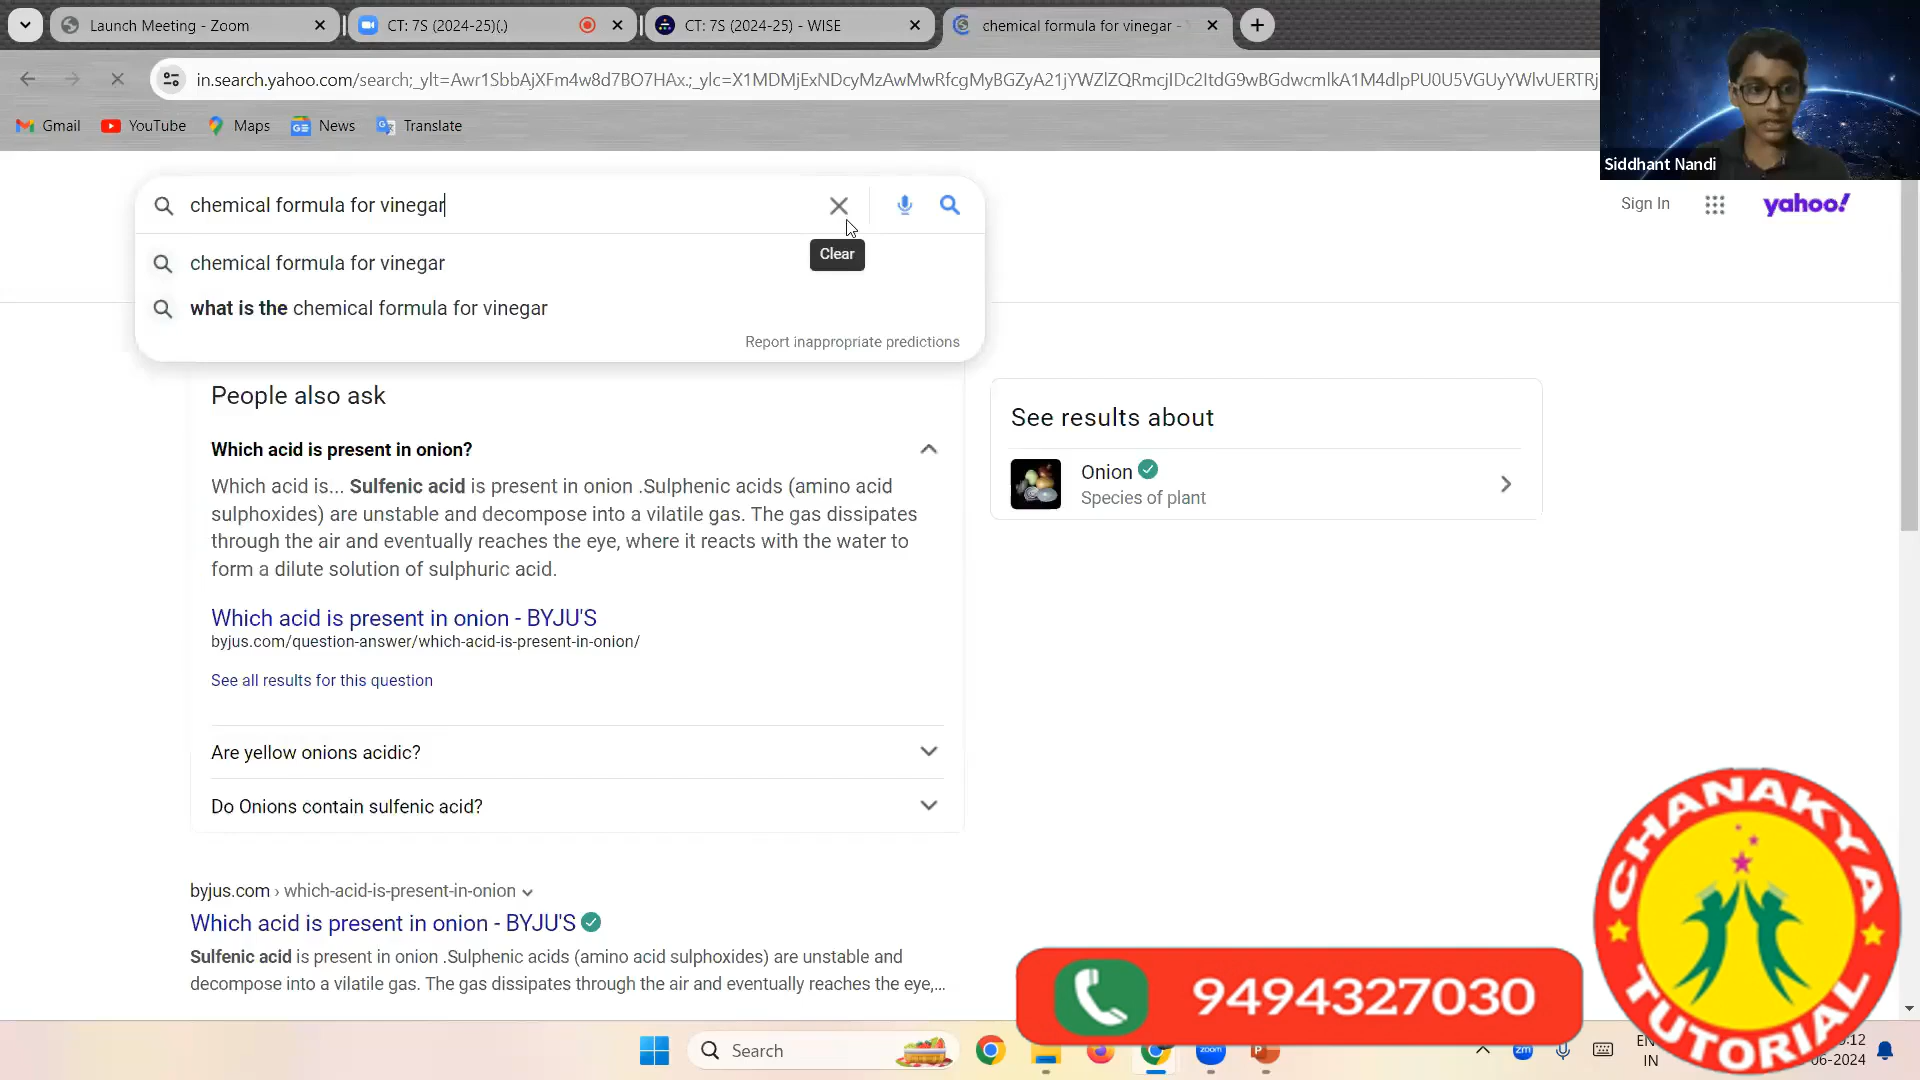 Launch Meeting - Zoom
CT: 7S (2024-25)(.)
CT: 7S (2024-25) - WISE
chemical formula for vinegar -
in.search.yahoo.com/search;_ylt=Awr1SbbAjXFm4w8d7BO7HAx.;_ylc=X1MDMjExNDcyMzAwMwRfcgMyBGZyA21jYWZlZQRmcjIDc2ItdG9wBGdwcmlkA1M4dlpPU0U5VGUyYWlvUERTRj
Gmail
YouTube
Maps
News
Translate
Siddhant Nandi
chemical formula for vinegar
Clear
chemical formula for vinegar
what is the chemical formula for vinegar
Report inappropriate predictions
Sign In
yahoo!
People also ask
Which acid is present in onion?
Which acid is... Sulfenic acid is present in onion .Sulphenic acids (amino acid
sulphoxides) are unstable and decompose into a vilatile gas. The gas dissipates
through the air and eventually reaches the eye, where it reacts with the water to
form a dilute solution of sulphuric acid.
Which acid is present in onion - BYJU'S
byjus.com/question-answer/which-acid-is-present-in-onion/
See all results for this question
Are yellow onions acidic?
Do Onions contain sulfenic acid?
See results about
Onion
Species of plant
byjus.com › which-acid-is-present-in-onion
Which acid is present in onion - BYJU'S
Sulfenic acid is present in onion .Sulphenic acids (amino acid sulphoxides) are unstable and
decompose into a vilatile gas. The gas dissipates through the air and eventually reaches the eye,...
9494327030
CHANAKYA
TUTORIAL
Search
zoom
zm
IN
06-2024